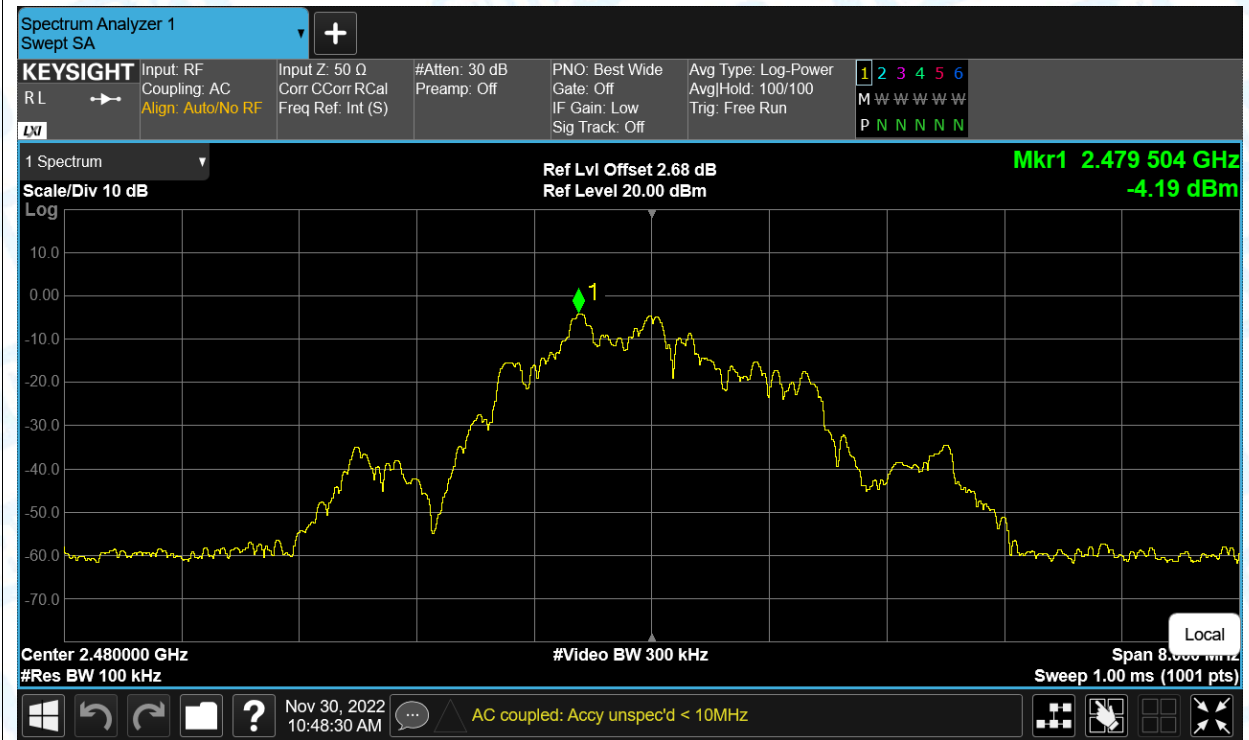 Spectrum Analyzer 1
Swept SA
KEYSIGHT
R L
LXI
Input: RF
Coupling: AC
Align: Auto/No RF
Input Z: 50 Ω
Corr CCorr RCal
Freq Ref: Int (S)
#Atten: 30 dB
Preamp: Off
PNO: Best Wide
Gate: Off
IF Gain: Low
Sig Track: Off
Avg Type: Log-Power
Avg|Hold: 100/100
Trig: Free Run
1 2 3 4 5 6
M W W W W W W
P N N N N N N
1 Spectrum
Scale/Div 10 dB
Log
Ref Lvl Offset 2.68 dB
Ref Level 20.00 dBm
Mkr1 2.479 504 GHz
-4.19 dBm
10.0
0.00
1
-10.0
-20.0
-30.0
-40.0
-50.0
-60.0
-70.0
Local
Center 2.480000 GHz
#Video BW 300 kHz
Span 8.000 MHz
#Res BW 100 kHz
Sweep 1.00 ms (1001 pts)
?
Nov 30, 2022
10:48:30 AM
AC coupled: Accy unspec'd < 10MHz